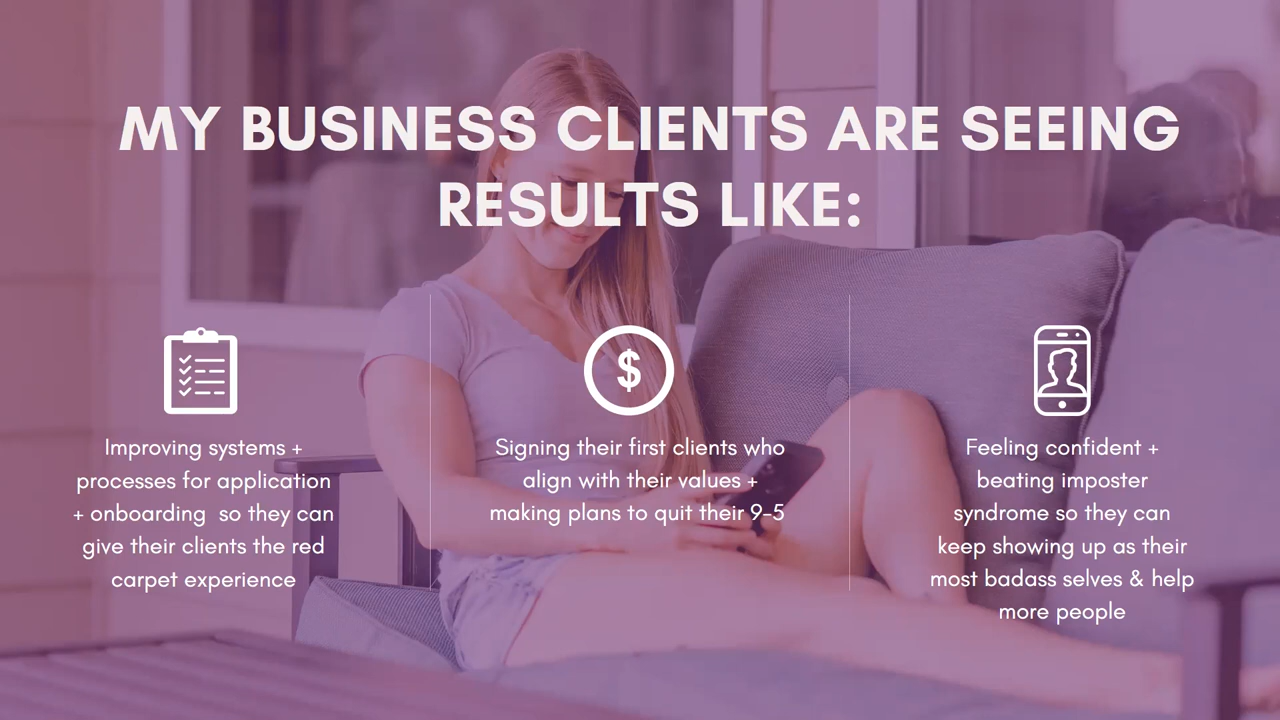 MY BUSINESS CLIENTS ARE SEEING
RESULTS LIKE:
$
Improving systems +
processes for application
+ onboarding  so they can
give their clients the red
carpet experience
Signing their first clients who
align with their values +
making plans to quit their 9-5
Feeling confident +
beating imposter
syndrome so they can
keep showing up as their
most badass selves & help
more people